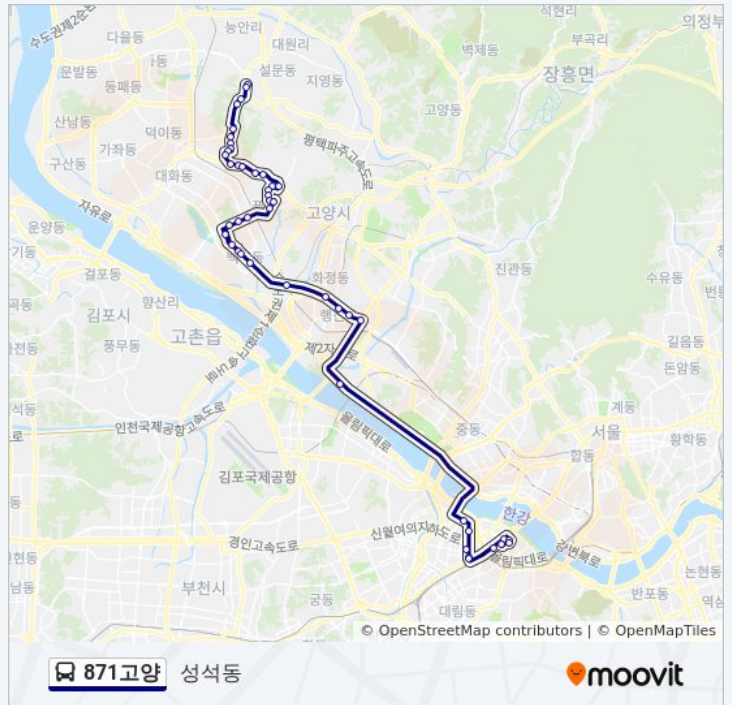 수도권제2순환
능안리
석현리
의정부
다율동
대원리
부곡리
벽제동
문발동
설문동
지영동
장흥면
동패동
고양동
산남동
덕이동
평택파주고속도로
가좌동
구산동
대화동
자유로
고양시
운양동
진관동
걸포동
화정동
수유동
향산리
김포시
고촌읍
길음동
풍무동
돈암동
석동
계동
인천국제공항고속도로
올림픽대로
중동
서울
황학동
합동
김포국제공항
한강
신월여의지하도로
경인고속도로
올림픽대로
강변북로
논현동
부천시
반포동
궁동
대림동
© OpenStreetMap contributors | © OpenMapTiles
871고양 성석동
moovit